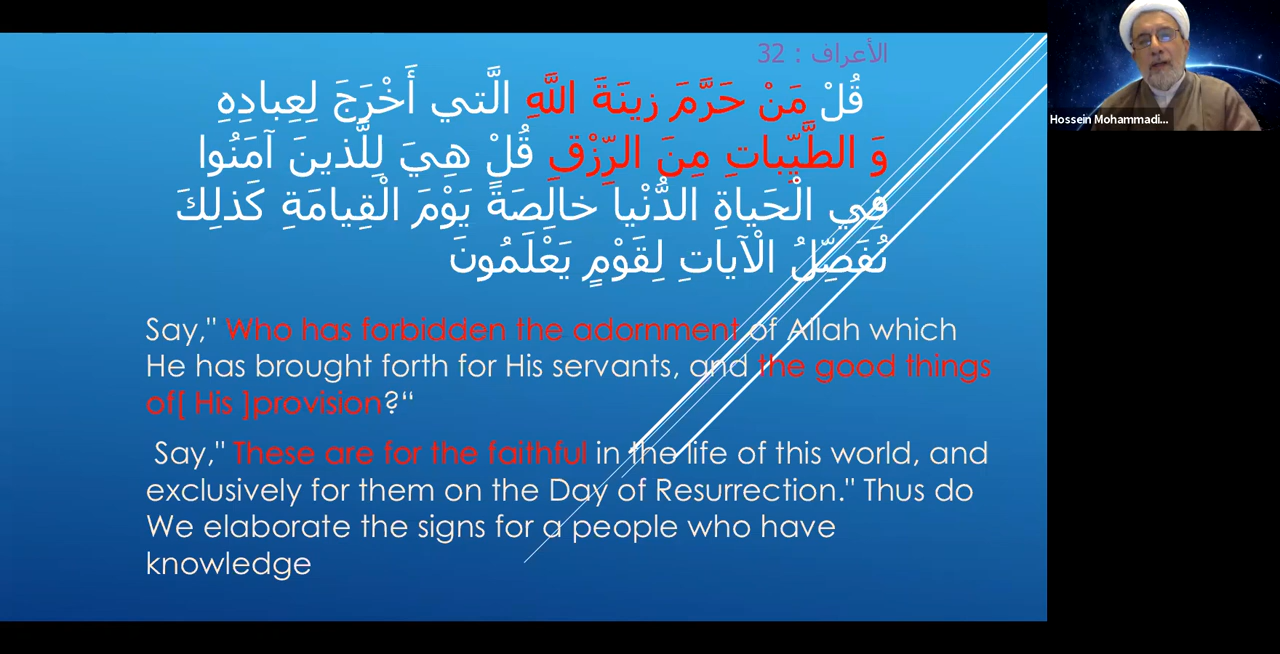 الأعراف : 32
قُلْ مَنْ حَرَّمَ زينَةَ اللَّهِ الَّتي أَخْرَجَ لِعِبادِهِ
وَ الطَّيِّباتِ مِنَ الرِّزْقِ قُلْ هِيَ لِلَّذينَ آمَنُوا
فِي الْحَياةِ الدُّنْيا خالِصَةً يَوْمَ الْقِيامَةِ كَذلِكَ
نُفَصِّلُ الْآياتِ لِقَوْمٍ يَعْلَمُونَ
Say," Who has forbidden the adornment of Allah which
He has brought forth for His servants, and the good things
of[ His ]provision?“
Say," These are for the faithful in the life of this world, and
exclusively for them on the Day of Resurrection." Thus do
We elaborate the signs for a people who have
knowledge
Hossein Mohammadi...